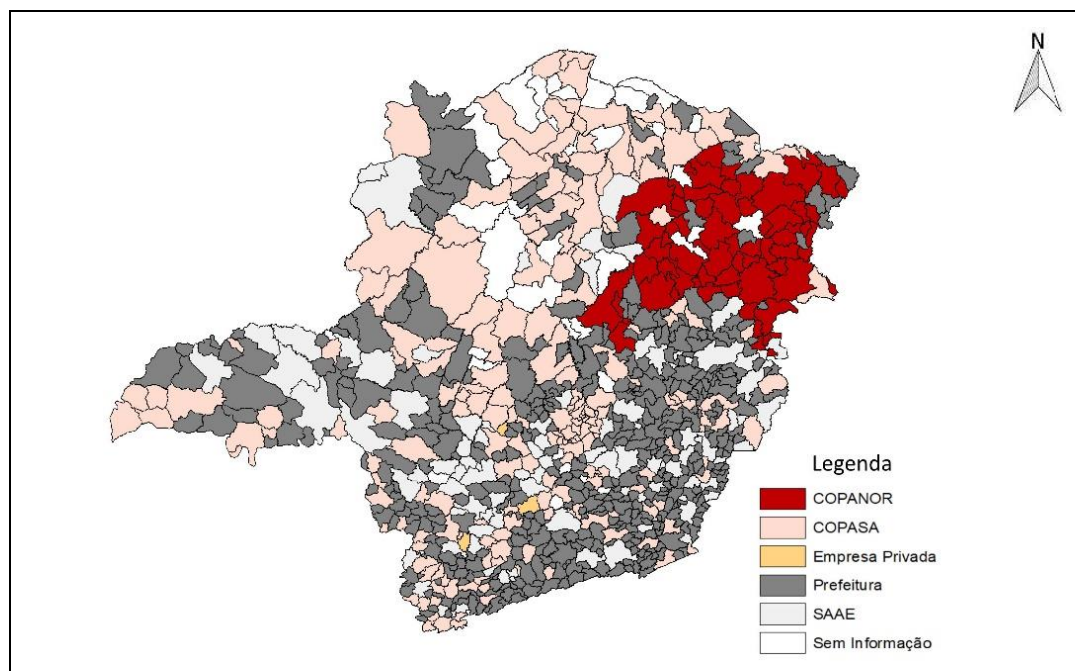 N
Legenda
COPANOR
COPASA
Empresa Privada
Prefeitura
SAAE
Sem Informação